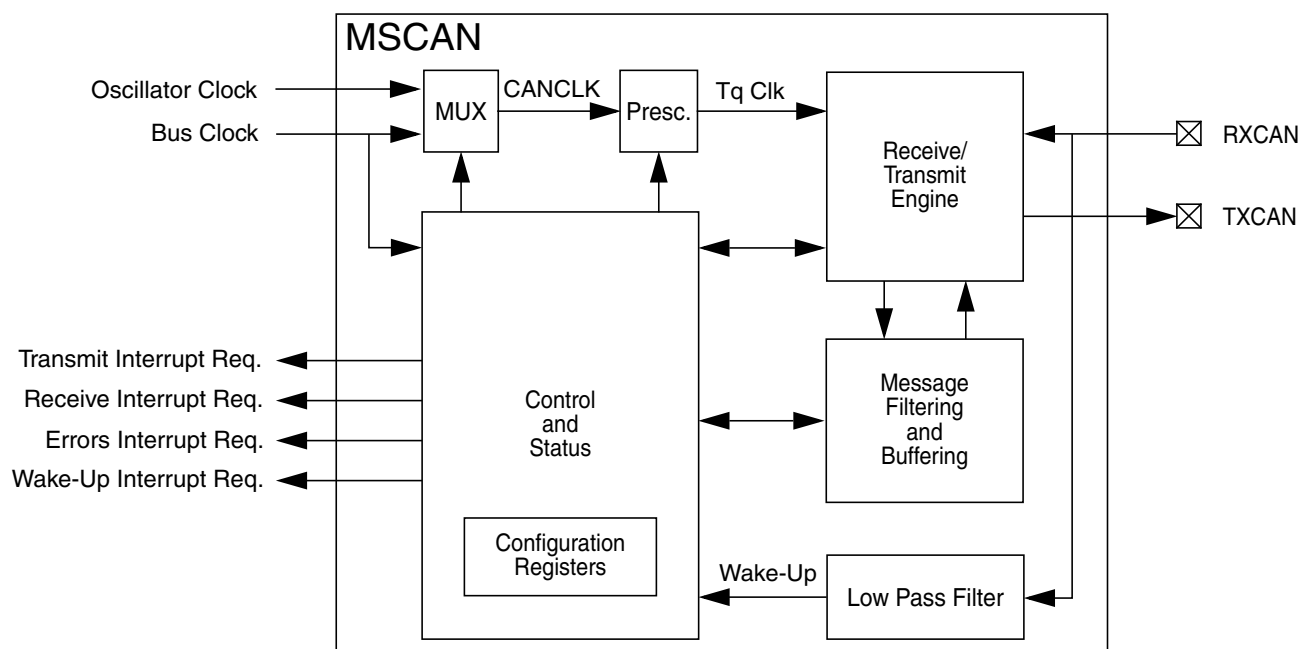 MSCAN
Oscillator Clock
Bus Clock
MUX
CANCLK
Presc.
Tq Clk
Receive/
Transmit
Engine
RXCAN
TXCAN
Transmit Interrupt Req.
Receive Interrupt Req.
Errors Interrupt Req.
Wake-Up Interrupt Req.
Control
and
Status
Message
Filtering
and
Buffering
Configuration
Registers
Wake-Up
Low Pass Filter